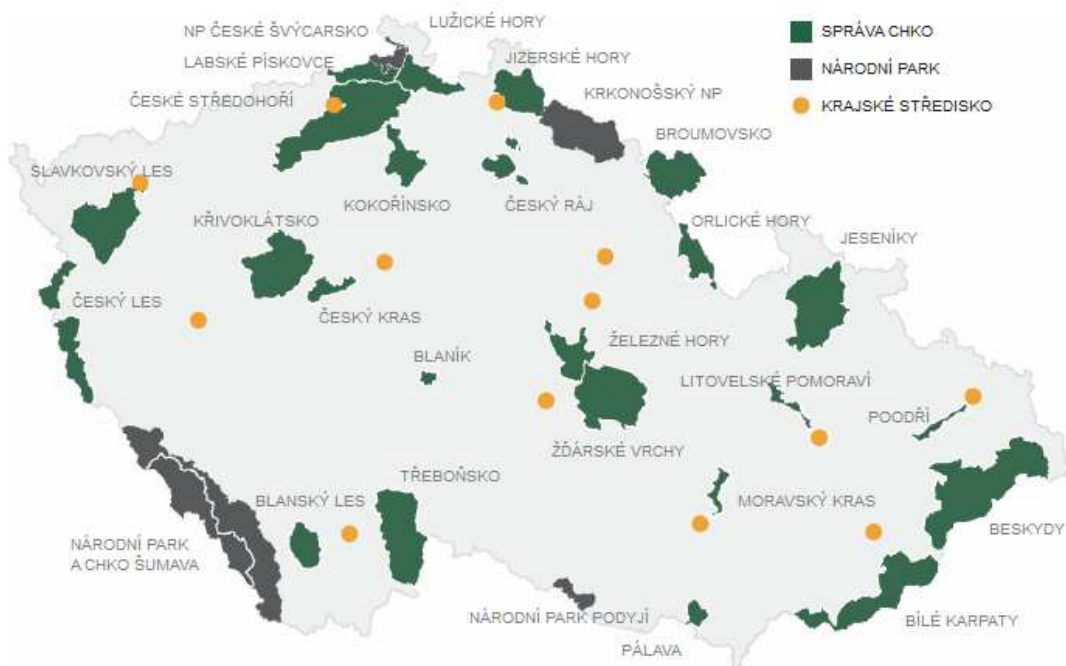 LUŽICKÉ HORY
NP ČESKÉ ŠVÝCARSKO
SPRÁVA CHKO
JIZERSKÉ HORY
LABSKÉ PÍSKOVCE
NÁRODNÍ PARK
ČESKÉ STŘEDOHOŘÍ
KRKONOŠSKÝ NP
KRAJSKÉ STŘEDISKO
BROUMOVSKO
SLAVKOVSKÝ LES
KOKOŘÍNSKO
ČESKÝ RÁJ
KŘIVOKLÁTSKO
ORLICKÉ HORY
JESENÍKY
ČESKÝ LES
ČESKÝ KRAS
ŽELEZNÉ HORY
BLANÍK
LITOVELSKÉ POMORAVÍ
POODŘÍ
ŽĎÁRSKÉ VRCHY
TŘEBOŇSKO
BLANSKÝ LES
MORAVSKÝ KRAS
BESKYDY
NÁRODNÍ PARK
A CHKO ŠUMAVA
NÁRODNÍ PARK PODYJÍ
BÍLÉ KARPATY
PÁLAVA